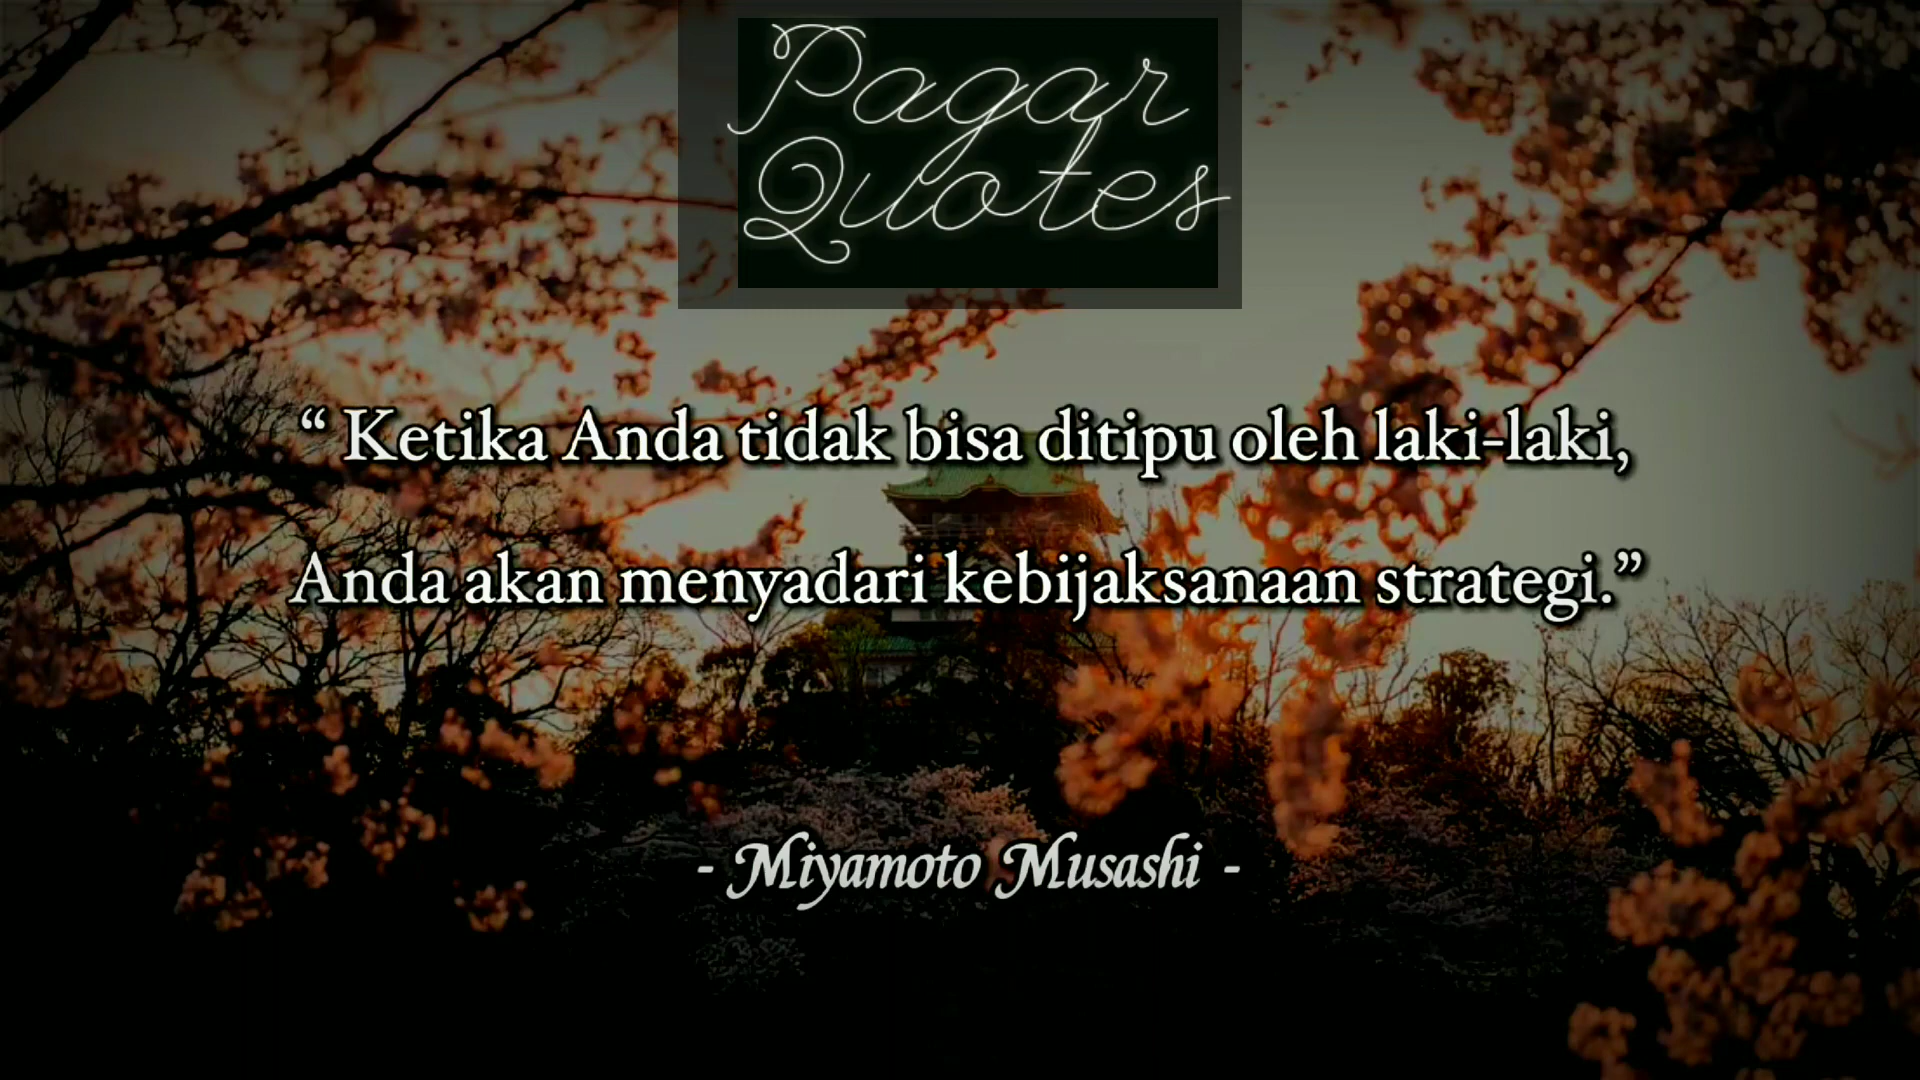 Pagar
Quotes
“ Ketika Anda tidak bisa ditipu oleh laki-laki,
Anda akan menyadari kebijaksanaan strategi.”
- Miyamoto Musashi -